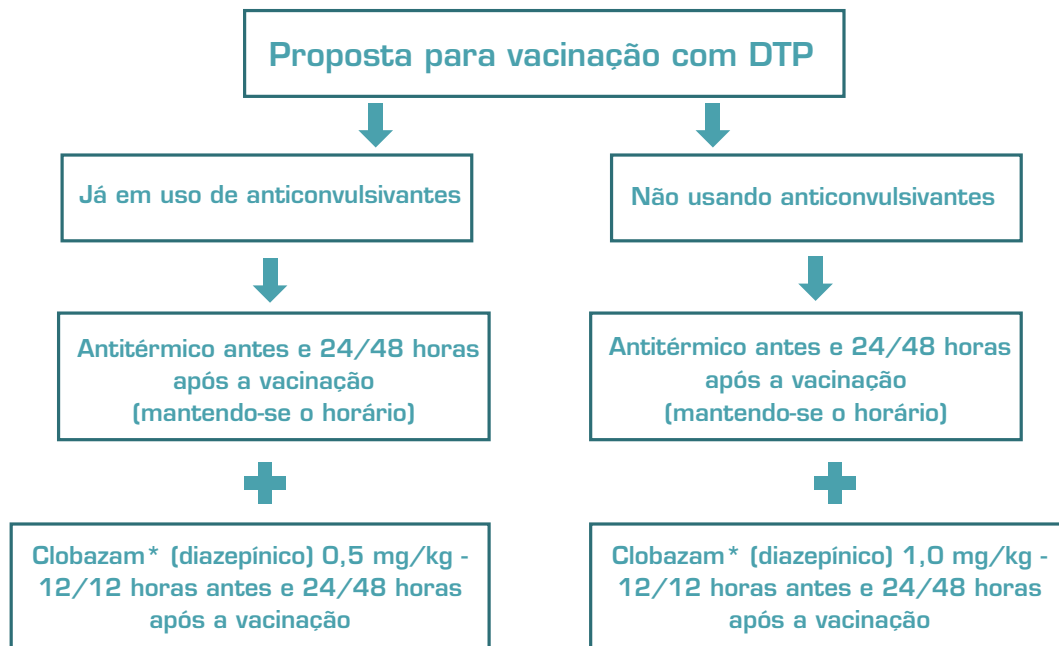 Proposta para vacinação com DTP
Já em uso de anticonvulsivantes
Não usando anticonvulsivantes
Antitérmico antes e 24/48 horas
após a vacinação
(mantendo-se o horário)
Antitérmico antes e 24/48 horas
após a vacinação
(mantendo-se o horário)
Clobazam* (diazepínico) 0,5 mg/kg -
12/12 horas antes e 24/48 horas
após a vacinação
Clobazam* (diazepínico) 1,0 mg/kg -
12/12 horas antes e 24/48 horas
após a vacinação